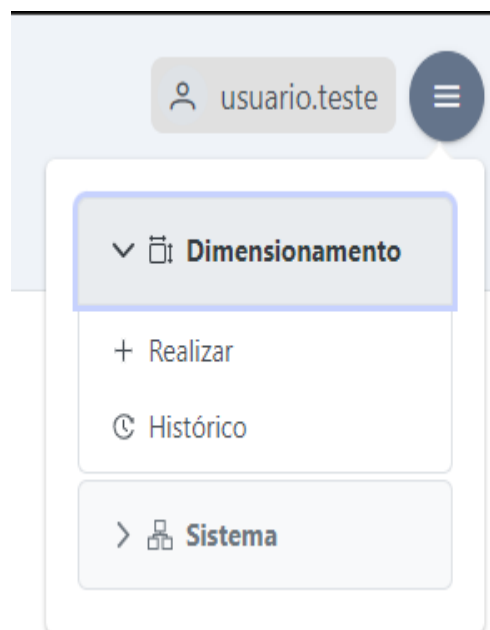 usuario.teste
Dimensionamento
Realizar
Histórico
Sistema